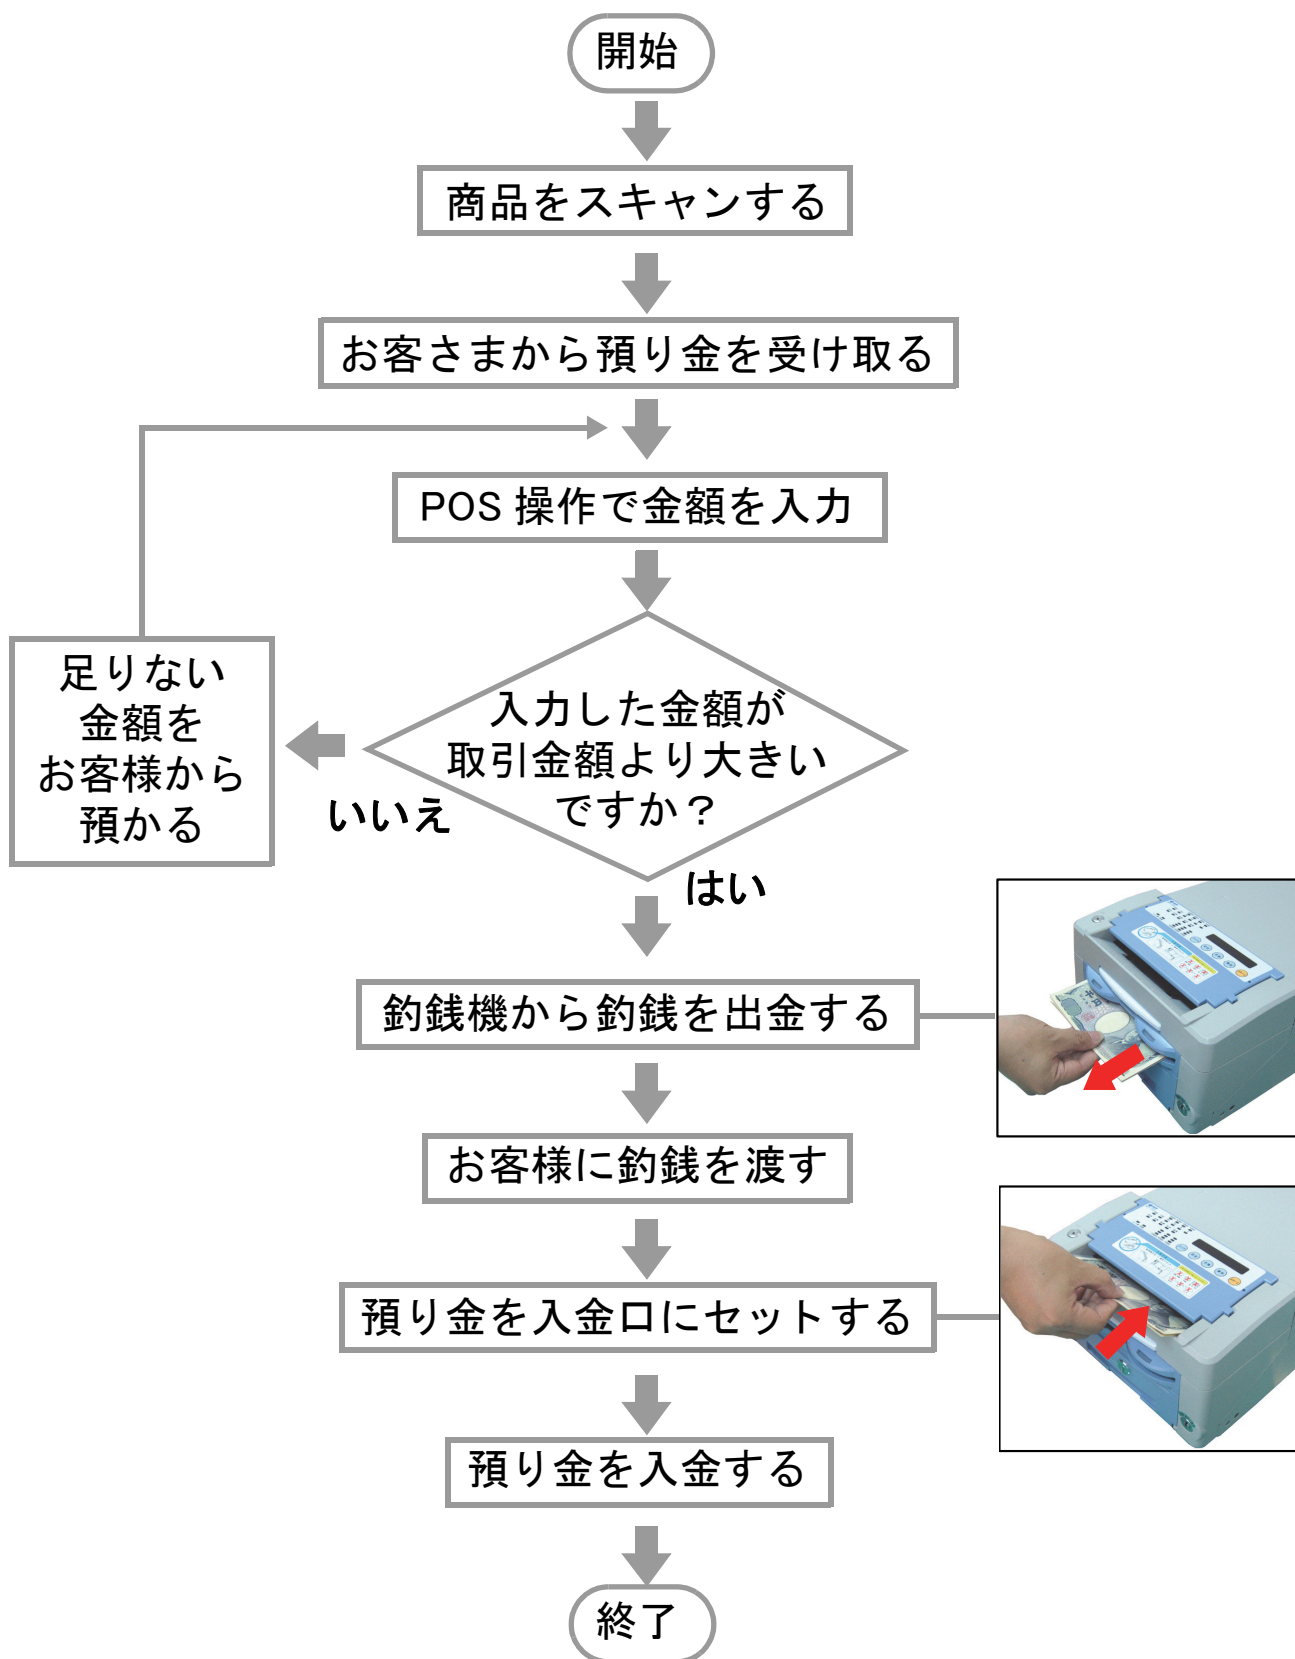 開始
商品をスキャンする
お客さまから預り金を受け取る
POS 操作で金額を入力
入力した金額が
取引金額より大きい
ですか？
いいえ
足りない
金額を
お客様から
預かる
はい
釣銭機から釣銭を出金する
お客様に釣銭を渡す
預り金を入金口にセットする
預り金を入金する
終了